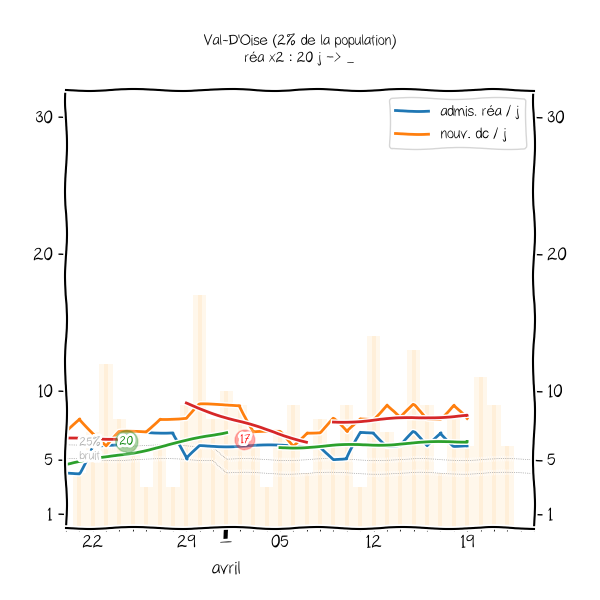 Val-D'Oise (2% de la population)
réa x2 : 20 j -> _
admis. réa / j
nouv. dc / j
30 30
20 20
10 10
25%
20
17
bruit
5 5
1 1
22 29 _ 05 12 19
avril